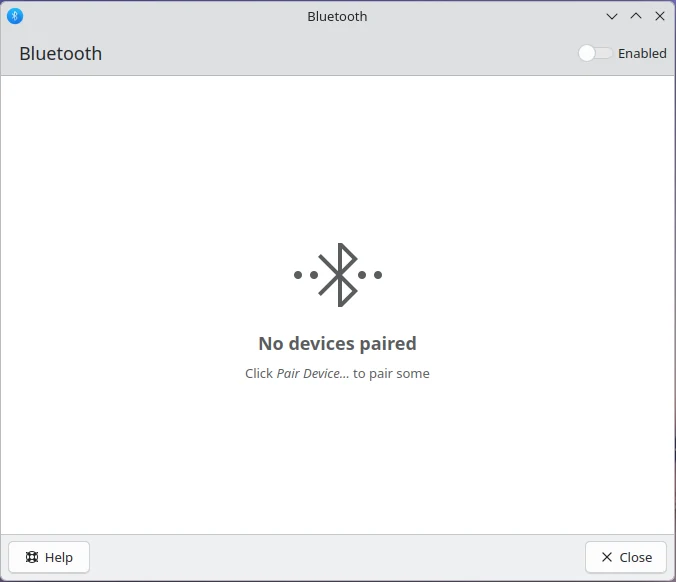 Bluetooth
Bluetooth
Enabled
No devices paired
Click Pair Device... to pair some
Help
Close